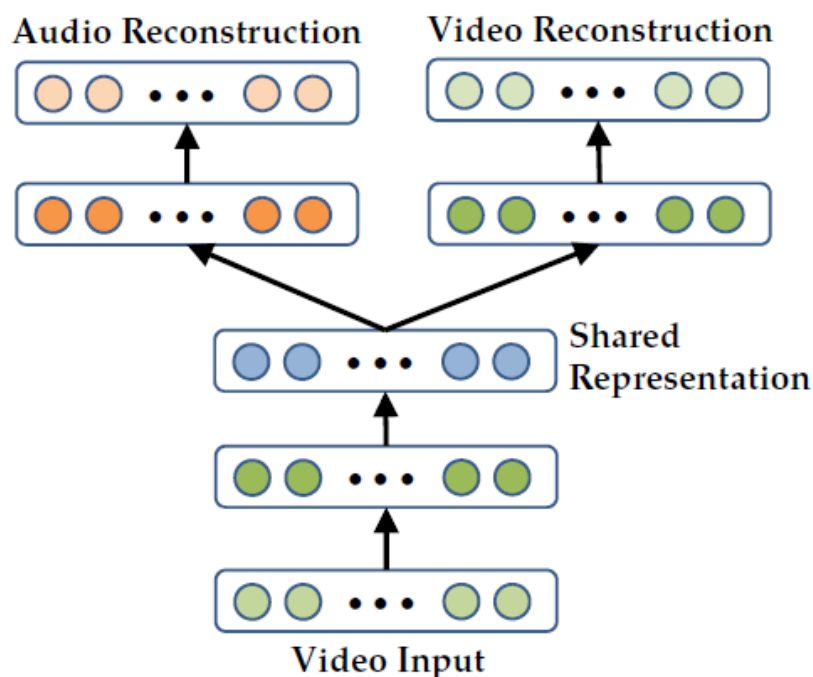 Audio Reconstruction
Video Reconstruction
Shared
Representation
Video Input